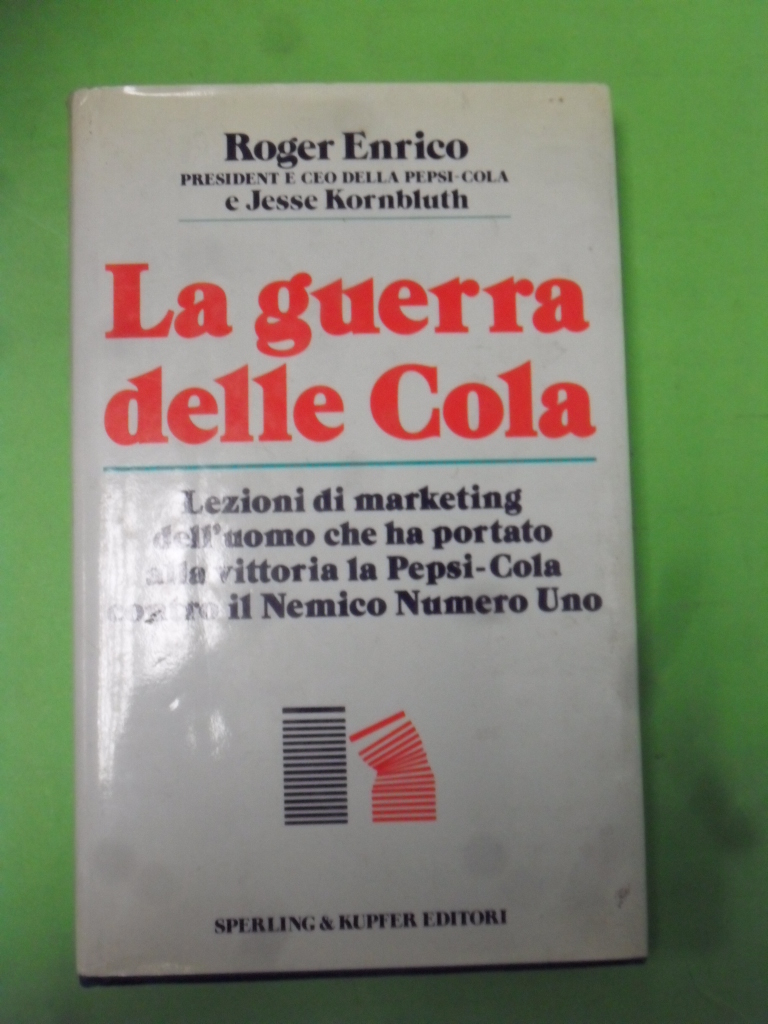 Roger Enrico
PRESIDENT E CEO DELLA PEPSI-COLA
e Jesse Kornbluth
La guerra
delle Cola
Lezioni di marketing
dell'uomo che ha portato
alla vittoria la Pepsi-Cola
contro il Nemico Numero Uno
SPERLING & KUPFER EDITORI